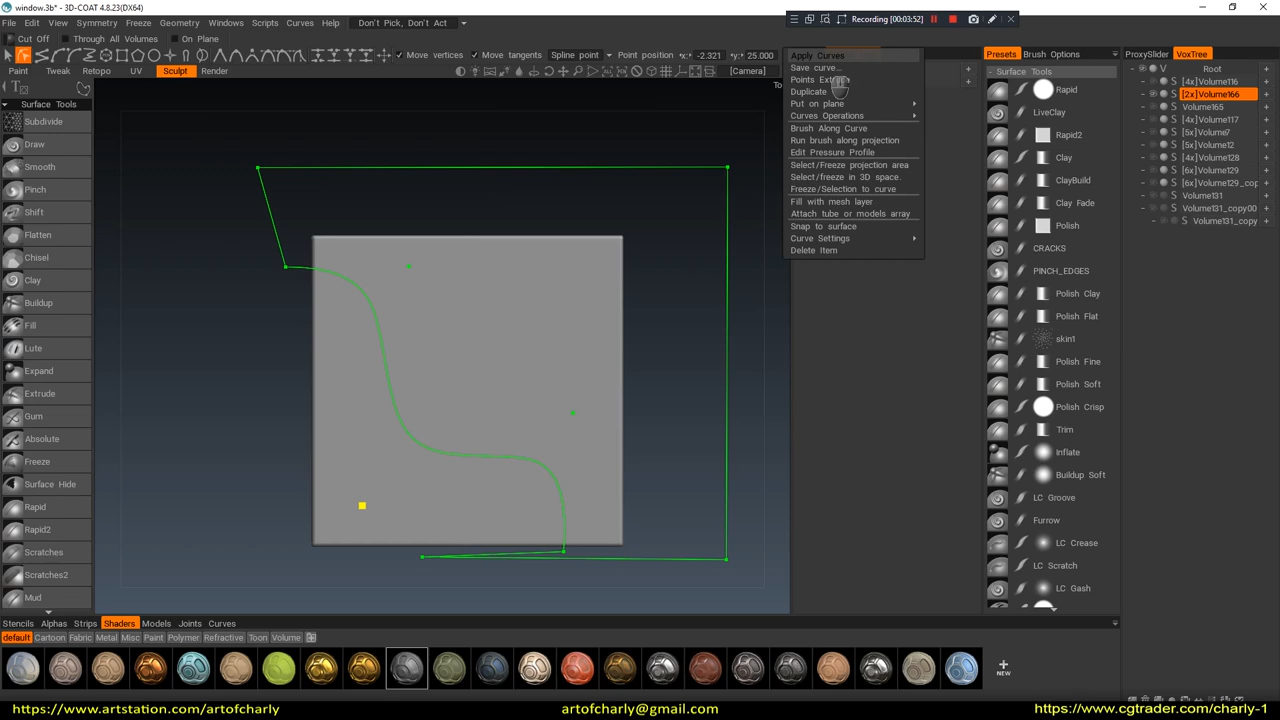 window.3b* - 3D-COAT 4.8.23(DX64)
Recording [00:03:52]
File Edit View Symmetry Freeze Geometry Windows Scripts Curves Help Don't Pick, Don't Act
Cut Off Through All Volumes On Plane
Move vertices Move tangents Spline point Point position x:> -2.321 y:> 25.000
Paint Tweak Retopo UV Sculpt Render [Camera]
Surface Tools
Subdivide
Draw
Smooth
Pinch
Shift
Flatten
Chisel
Clay
Buildup
Fill
Lute
Expand
Extrude
Gum
Absolute
Freeze
Surface Hide
Rapid
Rapid2
Scratches
Scratches2
Mud
To
Apply Curves
Save curve...
Duplicate
Put on plane
Curves Operations
Brush Along Curve
Run brush along projection
Edit Pressure Profile
Select/Freeze projection area
Select/freeze in 3D space.
Freeze/Selection to curve
Fill with mesh layer
Attach tube or models array
Snap to surface
Curve Settings
Delete Item
Presets Brush Options
Surface Tools
Rapid
LiveClay
Rapid2
Clay
ClayBuild
Clay Fade
Polish
CRACKS
PINCH_EDGES
Polish Clay
Polish Flat
skin1
Polish Fine
Polish Soft
Polish Crisp
Trim
Inflate
Buildup Soft
LC Groove
Furrow
LC Crease
LC Scratch
LC Gash
ProxySlider VoxTree
V Root
S [4x]Volume116
S [2x]Volume166
S Volume165
S [4x]Volume117
S [5x]Volume7
S [5x]Volume12
S [4x]Volume128
S [6x]Volume129
S [6x]Volume129_cop
S Volume131
S Volume131_copy00
S Volume131_copy
Stencils Alphas Strips Shaders Models Joints Curves
default Cartoon Fabric Metal Misc Paint Polymer Refractive Toon Volume
NEW
https://www.artstation.com/artofcharly artofcharly@gmail.com https://www.cgtrader.com/charly-1